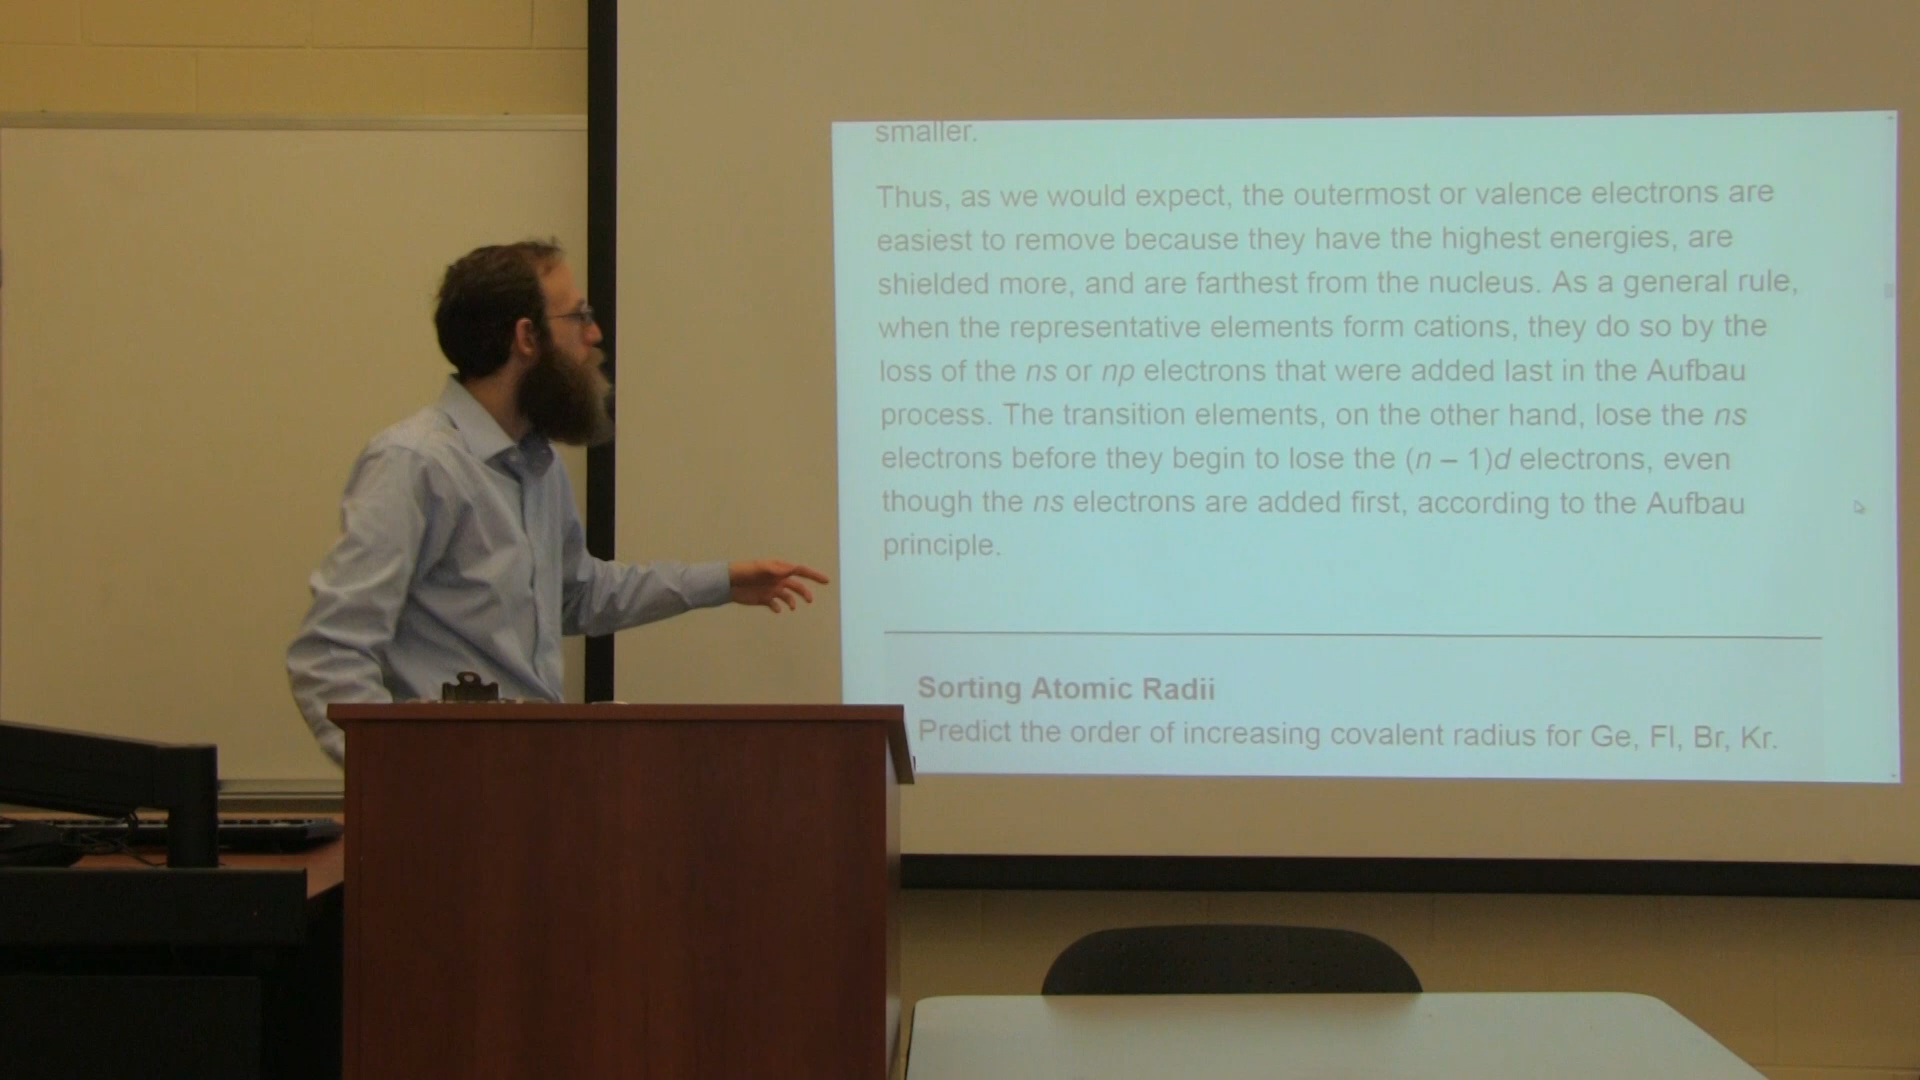 smaller.
Thus, as we would expect, the outermost or valence electrons are
easiest to remove because they have the highest energies, are
shielded more, and are farthest from the nucleus. As a general rule,
when the representative elements form cations, they do so by the
loss of the ns or np electrons that were added last in the Aufbau
process. The transition elements, on the other hand, lose the ns
electrons before they begin to lose the (n – 1)d electrons, even
though the ns electrons are added first, according to the Aufbau
principle.
Sorting Atomic Radii
Predict the order of increasing covalent radius for Ge, Fl, Br, Kr.